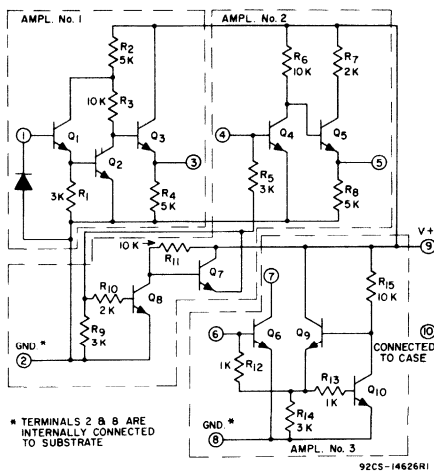 AMPL. No. 1
AMPL. No. 2
R2
5K
R6
10K
R7
2K
10K
R3
1
Q1
Q2
Q3
3
4
Q4
Q5
5
3K
R1
R4
5K
R5
3K
R8
5K
V+
9
10K
R11
Q7
7
R10
2K
Q8
Q9
R15
10K
10
CONNECTED
TO CASE
R9
3K
6
Q6
R12
1K
R13
1K
Q10
GND.*
2
R14
3K
GND.*
8
AMPL. No. 3
* TERMINALS 2 & 8 ARE
INTERNALLY CONNECTED
TO SUBSTRATE
92CS-14626R1